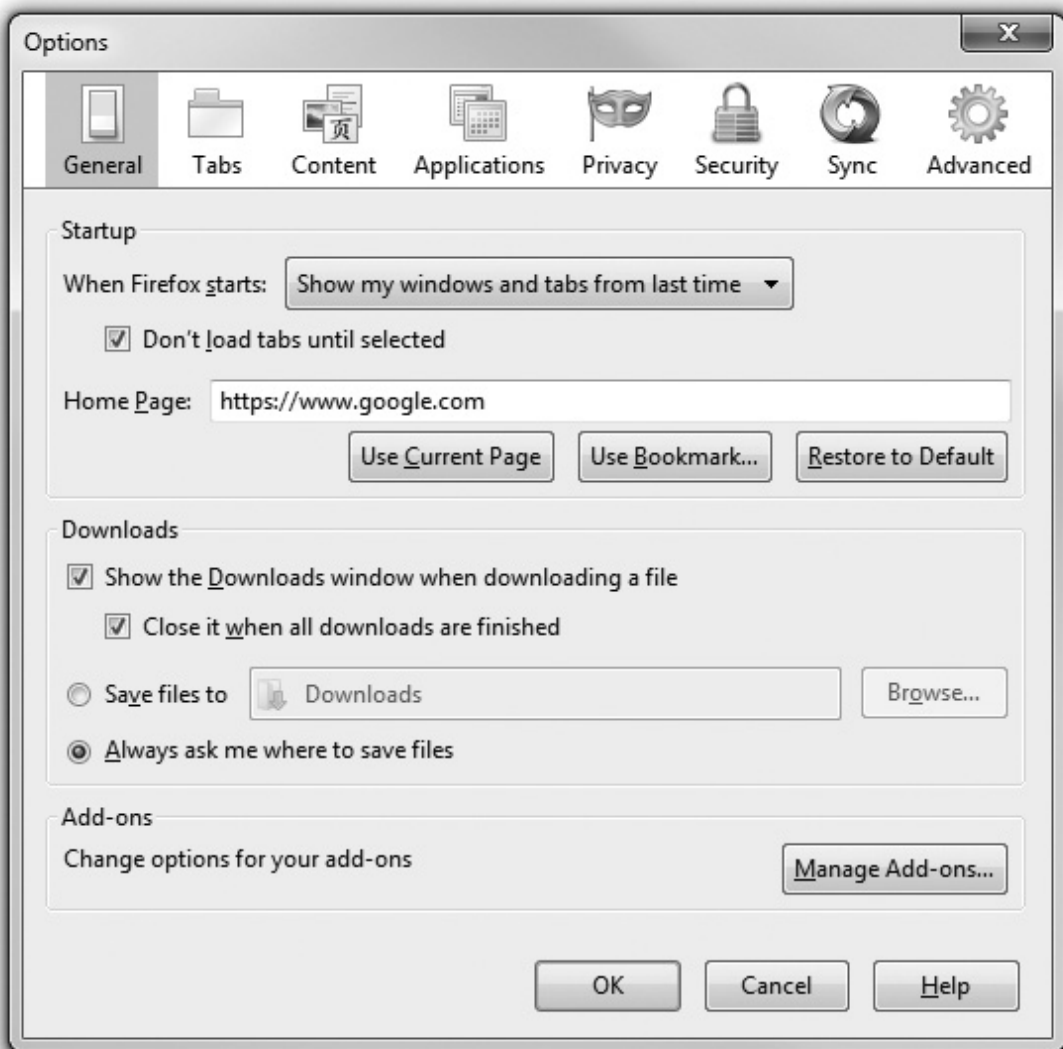 Options
x
页
General Tabs Content Applications Privacy Security Sync Advanced
Startup
When Firefox starts: Show my windows and tabs from last time
Don't load tabs until selected
Home Page: https://www.google.com
Use Current Page Use Bookmark... Restore to Default
Downloads
Show the Downloads window when downloading a file
Close it when all downloads are finished
Save files to Downloads Browse...
Always ask me where to save files
Add-ons
Change options for your add-ons Manage Add-ons...
OK Cancel Help